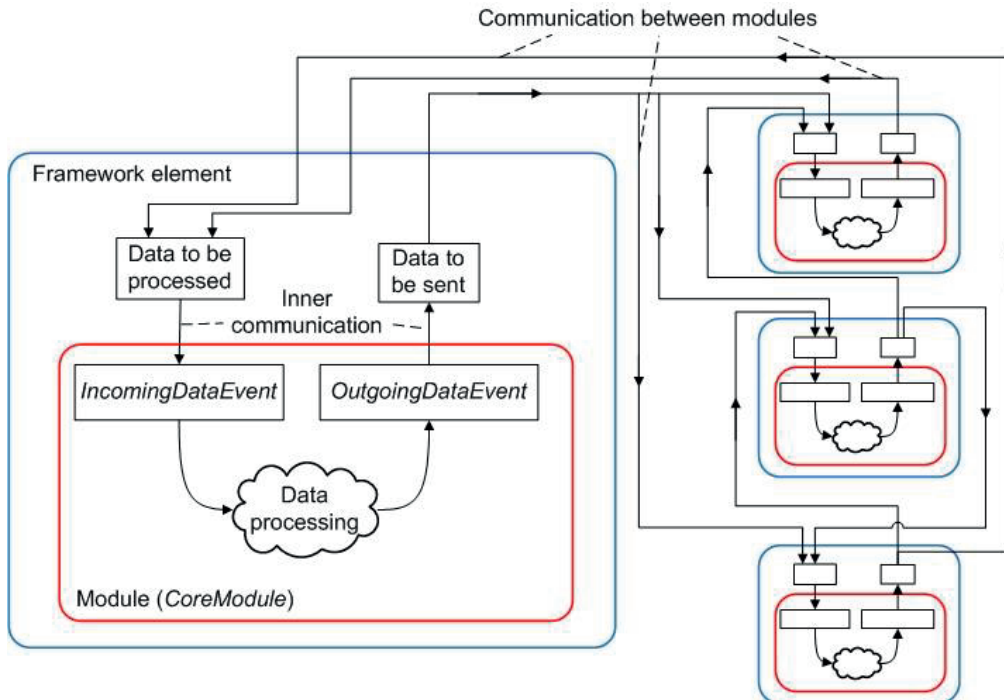 Communication between modules
Framework element
Data to be
processed
Data to
be sent
Inner
communication
IncomingDataEvent
OutgoingDataEvent
Data
processing
Module (CoreModule)